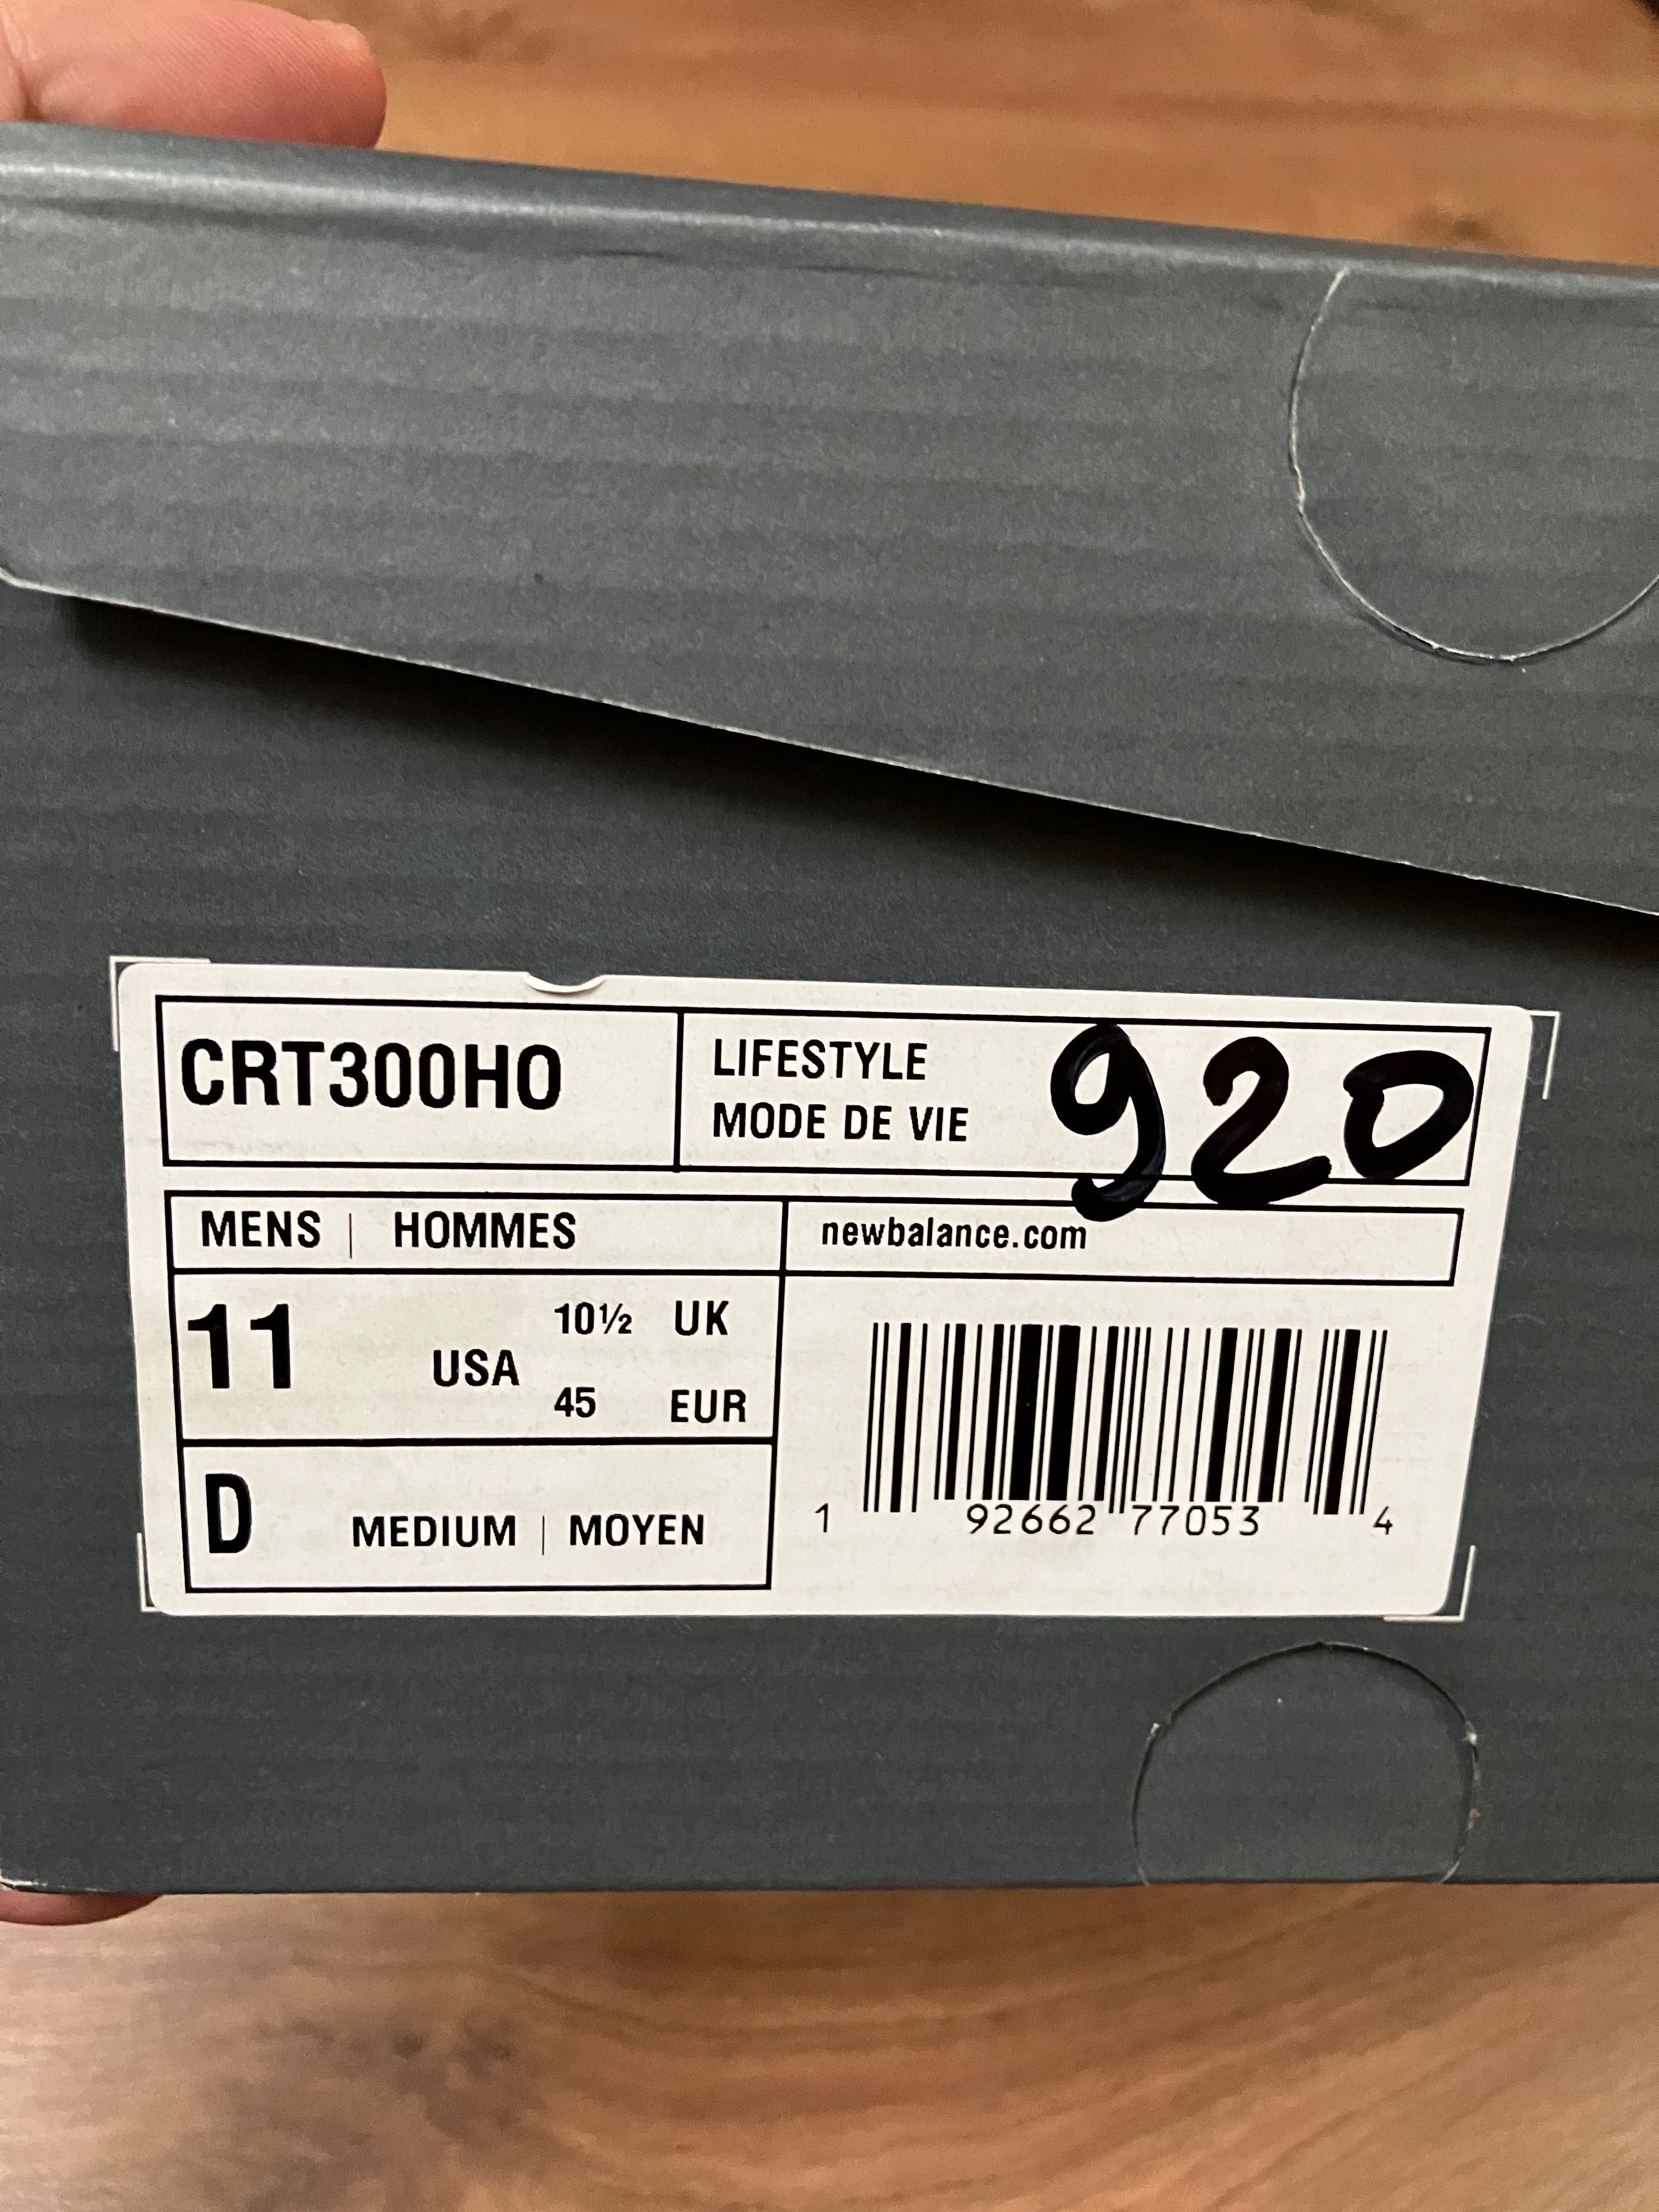 CRT300HO
LIFESTYLE
MODE DE VIE
920
MENS | HOMMES
newbalance.com
11 USA
10½ UK
45 EUR
D MEDIUM | MOYEN
1 92662 77053 4